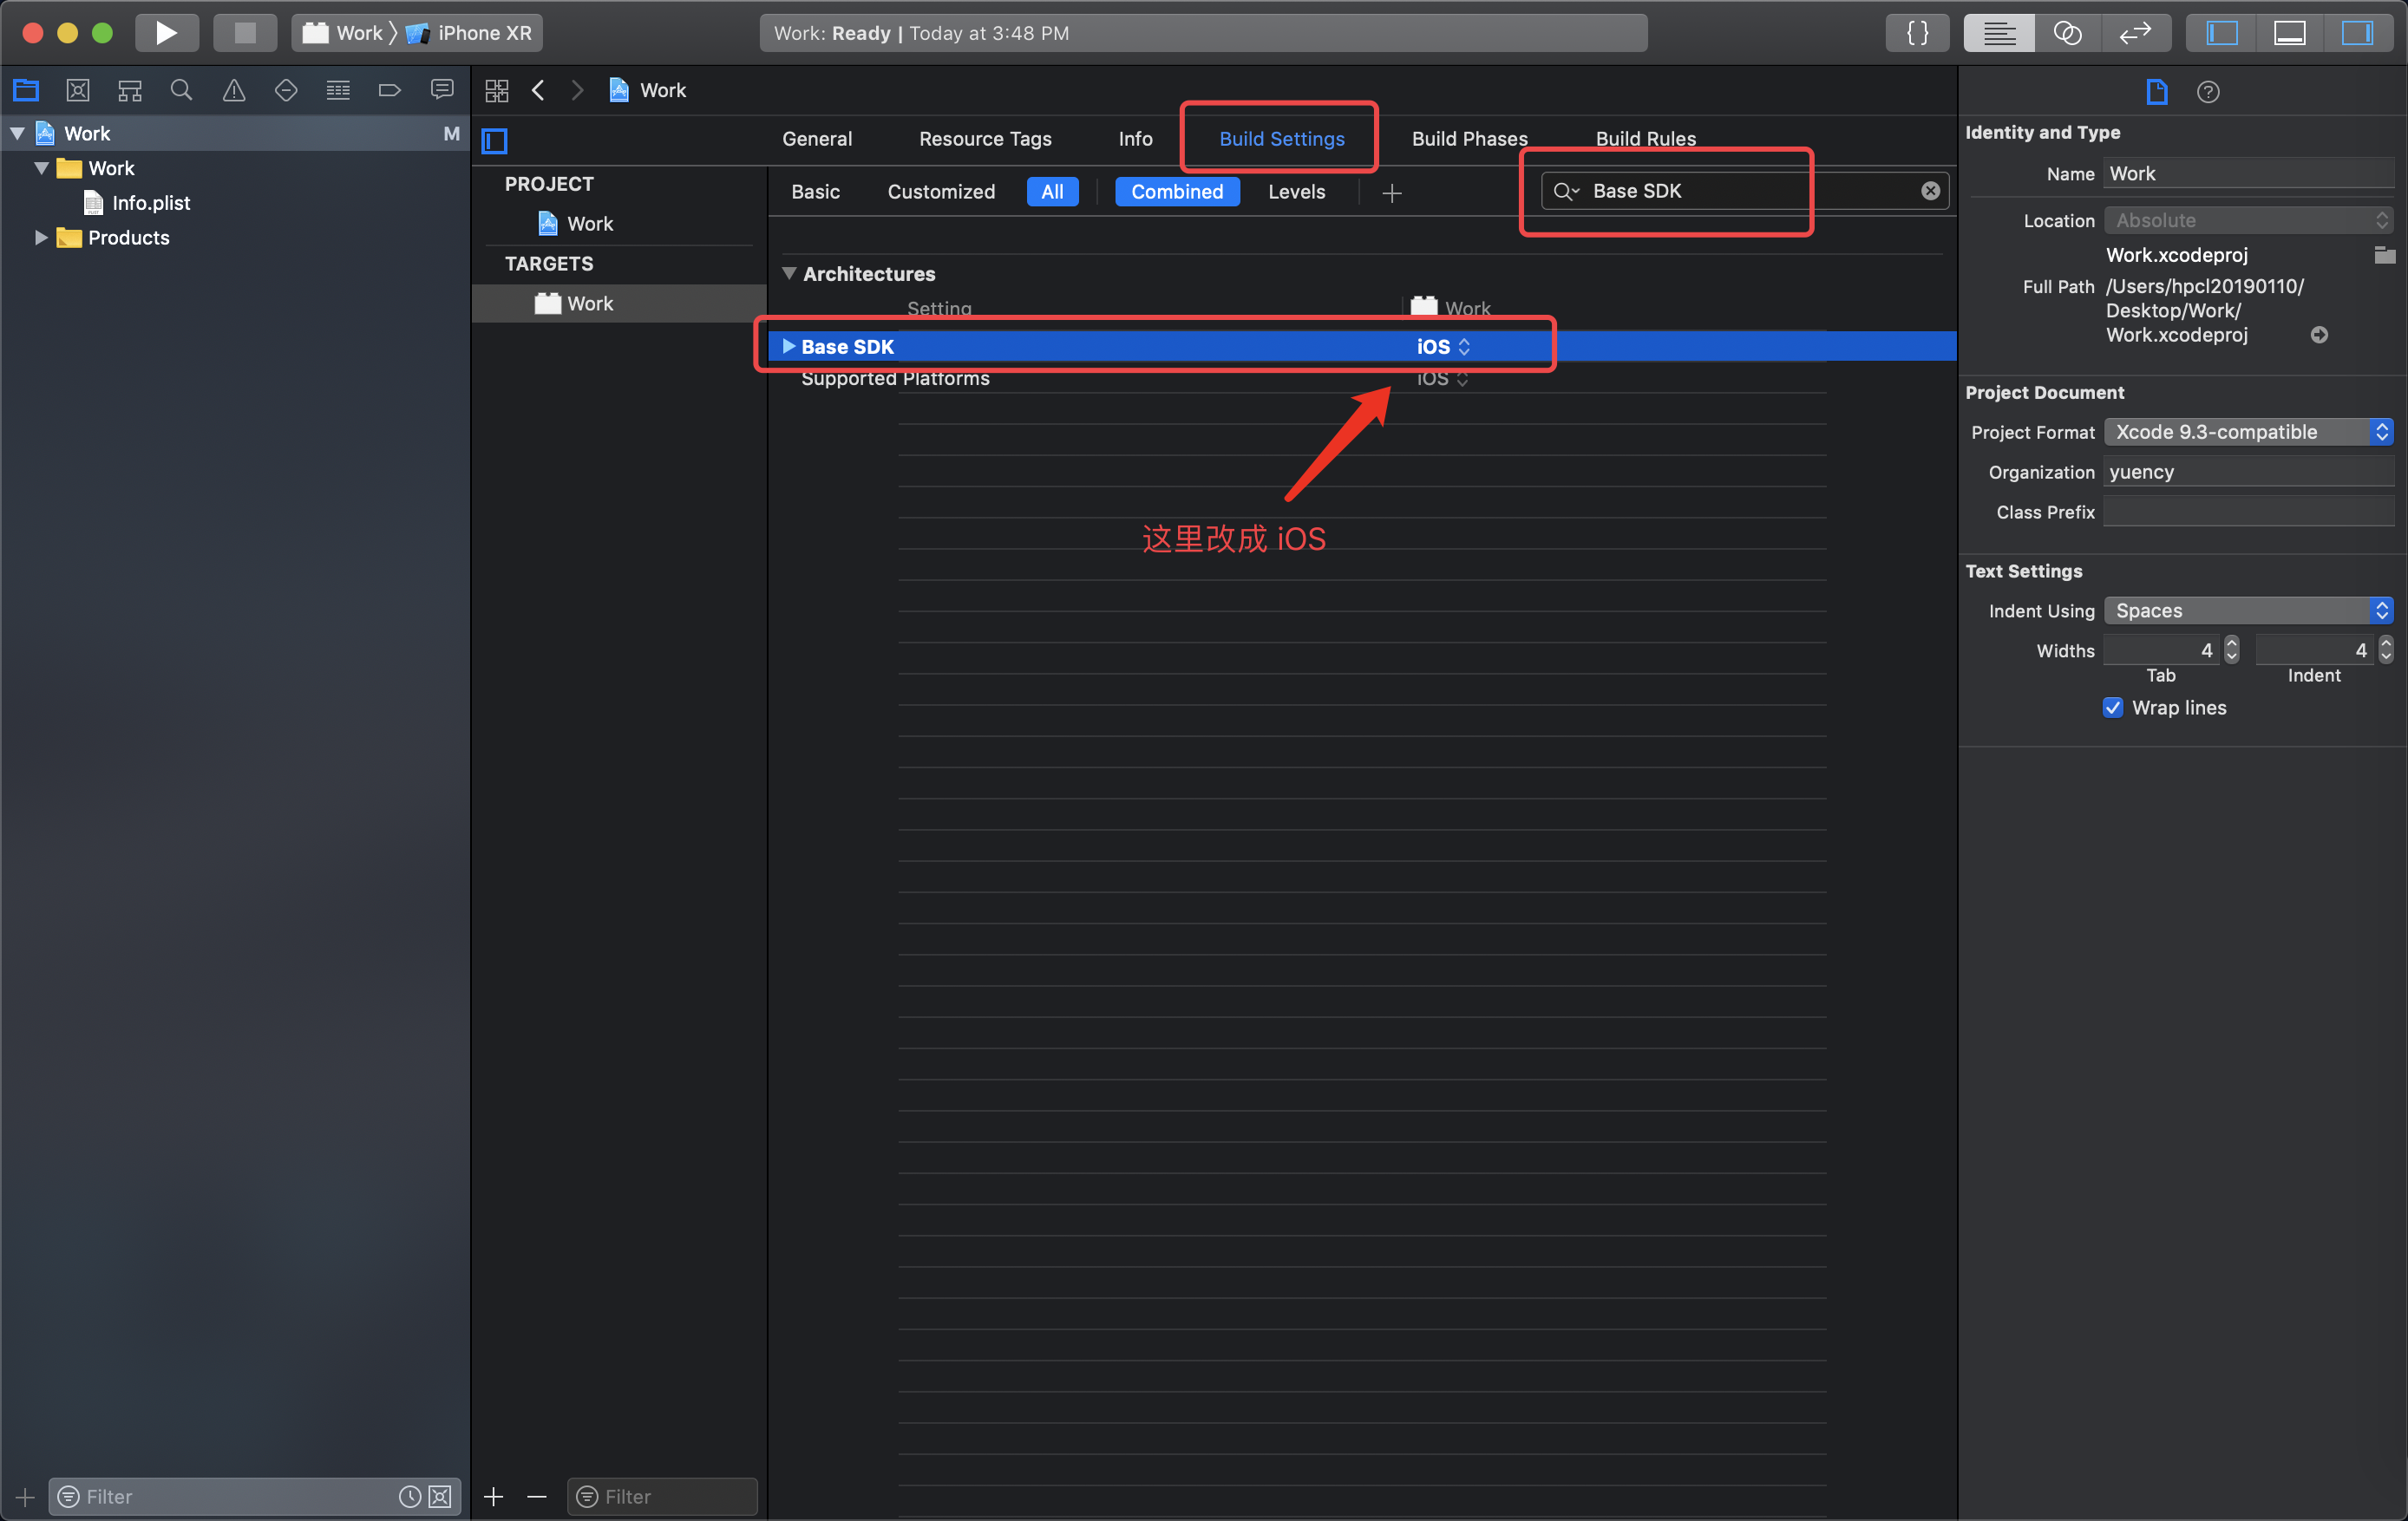 Work 〉 iPhone XR
Work: Ready | Today at 3:48 PM
{ }
Work M
Work
Info.plist
Products
Filter
Work
General Resource Tags Info Build Settings Build Phases Build Rules
PROJECT
Work
TARGETS
Work
Filter
Basic Customized All Combined Levels
Base SDK
Architectures
Setting Work
Base SDK iOS
Supported Platforms iOS
这里改成 iOS
Identity and Type
Name Work
Location Absolute
Work.xcodeproj
Full Path /Users/hpcl20190110/
Desktop/Work/
Work.xcodeproj
Project Document
Project Format Xcode 9.3-compatible
Organization yuency
Class Prefix
Text Settings
Indent Using Spaces
Widths 4 4
Tab Indent
Wrap lines